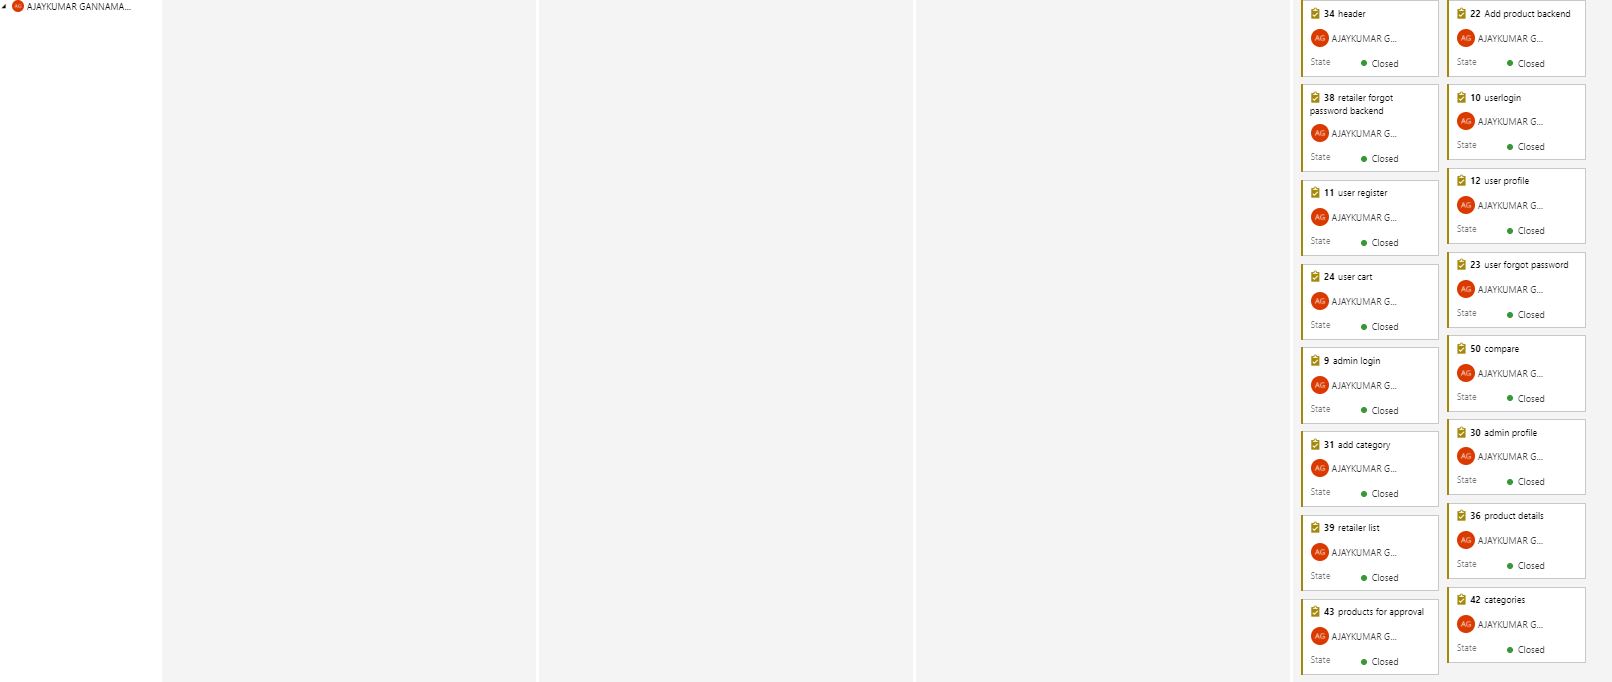 AG AJAYKUMAR GANNAMA...
34 header
AG AJAYKUMAR G...
State Closed
22 Add product backend
AG AJAYKUMAR G...
State Closed
38 retailer forgot
password backend
AG AJAYKUMAR G...
State Closed
10 userlogin
AG AJAYKUMAR G...
State Closed
11 user register
AG AJAYKUMAR G...
State Closed
12 user profile
AG AJAYKUMAR G...
State Closed
24 user cart
AG AJAYKUMAR G...
State Closed
23 user forgot password
AG AJAYKUMAR G...
State Closed
9 admin login
AG AJAYKUMAR G...
State Closed
50 compare
AG AJAYKUMAR G...
State Closed
31 add category
AG AJAYKUMAR G...
State Closed
30 admin profile
AG AJAYKUMAR G...
State Closed
39 retailer list
AG AJAYKUMAR G...
State Closed
36 product details
AG AJAYKUMAR G...
State Closed
43 products for approval
AG AJAYKUMAR G...
State Closed
42 categories
AG AJAYKUMAR G...
State Closed